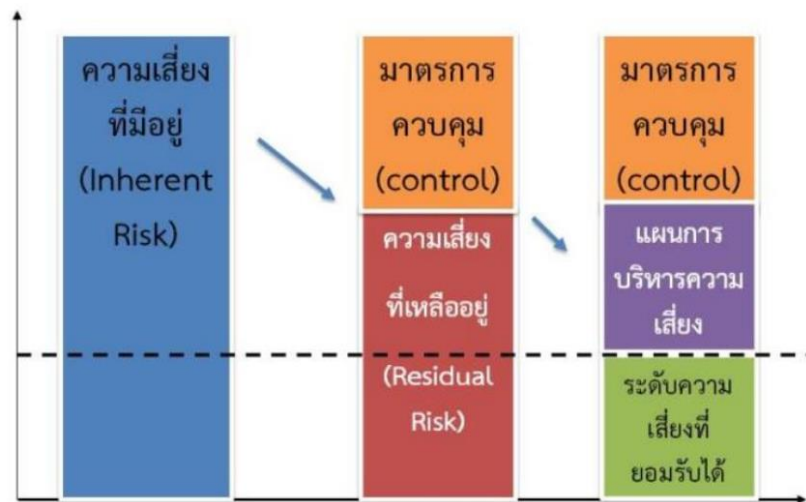 ความเสี่ยง
ที่มีอยู่
(Inherent
Risk)
มาตรการ
ควบคุม
(control)
ความเสี่ยง
ที่เหลืออยู่
(Residual
Risk)
มาตรการ
ควบคุม
(control)
แผนการ
บริหารความ
เสี่ยง
ระดับความ
เสี่ยงที่
ยอมรับได้